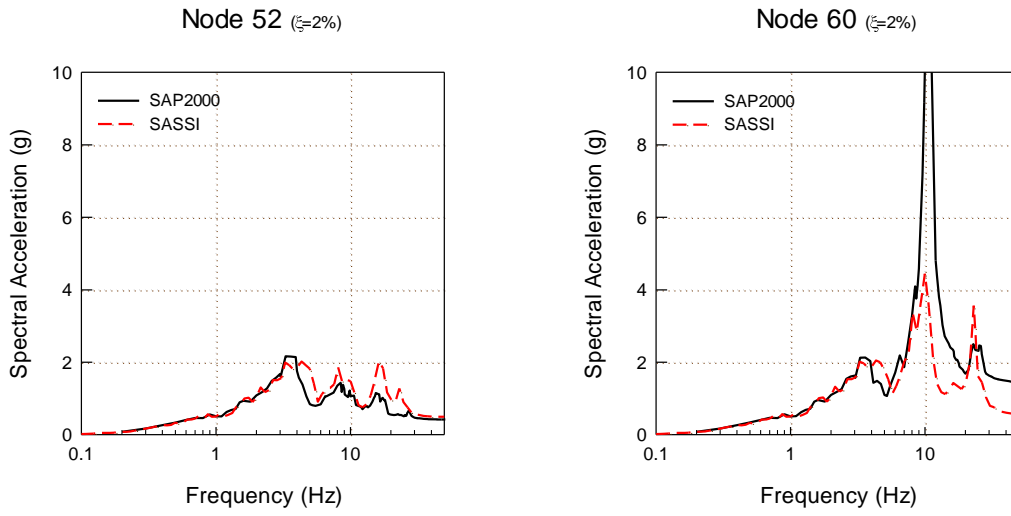 Node 52 (ξ=2%)
Spectral Acceleration (g)
10
8
6
4
2
0
SAP2000
SASSI
0.1
1
10
Frequency (Hz)
Node 60 (ξ=2%)
Spectral Acceleration (g)
10
8
6
4
2
0
SAP2000
SASSI
0.1
1
10
Frequency (Hz)